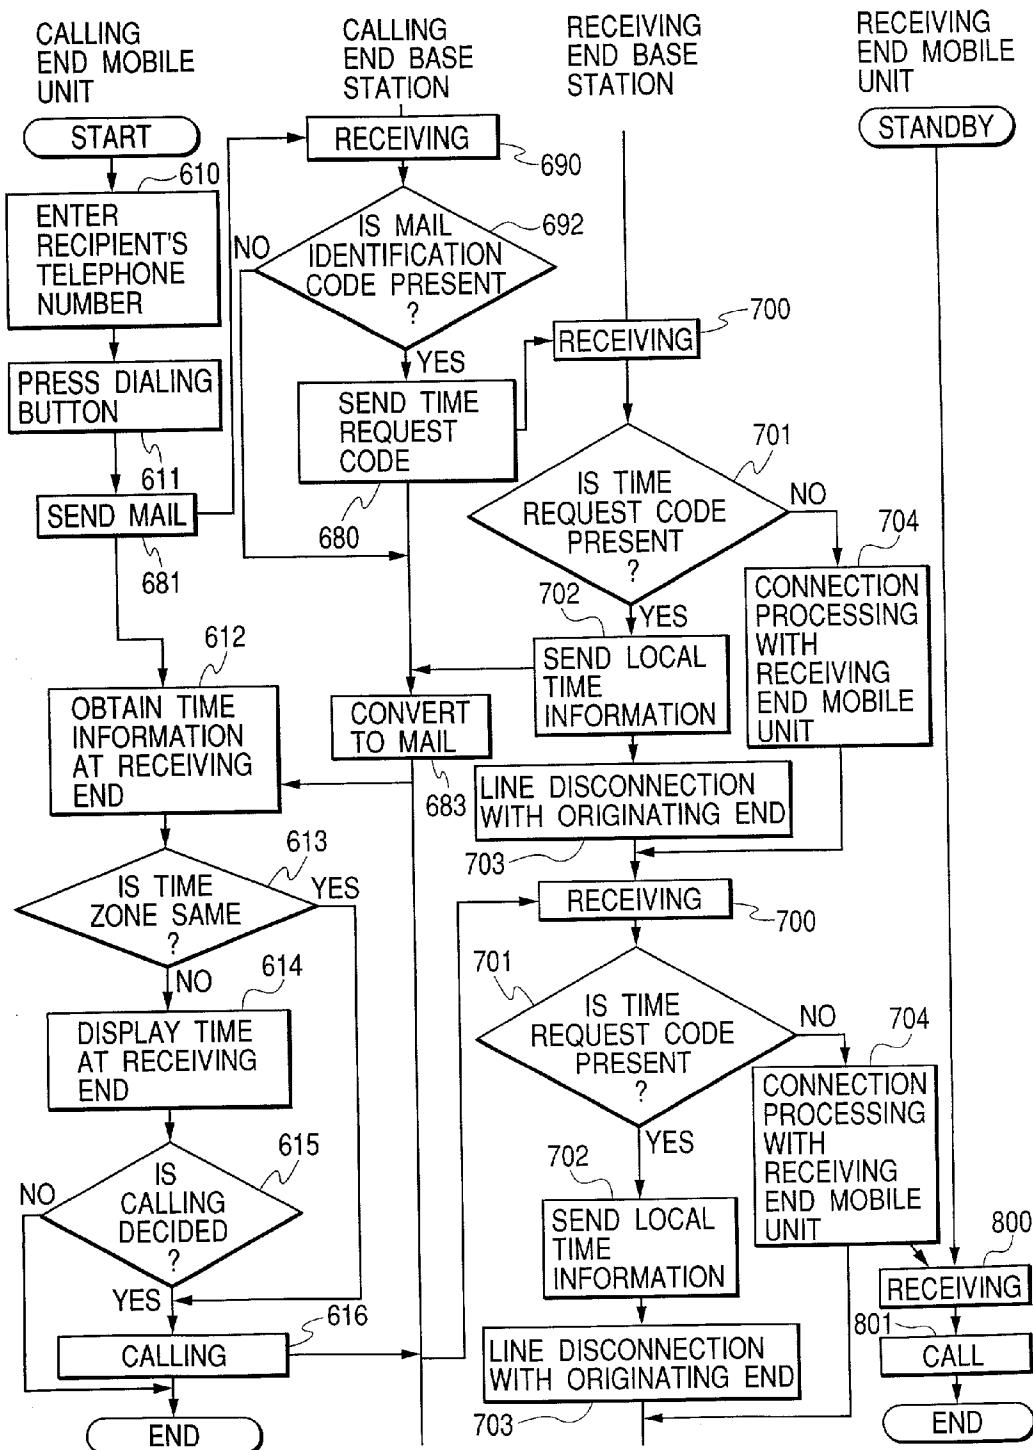 CALLING
END MOBILE
UNIT
START
610
ENTER
RECIPIENT'S
TELEPHONE
NUMBER
PRESS DIALING
BUTTON
611
SEND MAIL
681
612
OBTAIN TIME
INFORMATION
AT RECEIVING
END
613
IS TIME
ZONE SAME
?
YES
NO
614
DISPLAY TIME
AT RECEIVING
END
615
IS
CALLING
DECIDED
?
NO
YES
616
CALLING
END
CALLING
END BASE
STATION
RECEIVING
690
692
IS MAIL
IDENTIFICATION
CODE PRESENT
?
NO
YES
SEND TIME
REQUEST
CODE
680
CONVERT
TO MAIL
683
RECEIVING
END BASE
STATION
700
RECEIVING
701
IS TIME
REQUEST CODE
PRESENT
?
NO
YES
702
SEND LOCAL
TIME
INFORMATION
704
CONNECTION
PROCESSING
WITH
RECEIVING
END MOBILE
UNIT
LINE DISCONNECTION
WITH ORIGINATING END
703
RECEIVING
700
701
IS TIME
REQUEST CODE
PRESENT
?
NO
YES
702
SEND LOCAL
TIME
INFORMATION
704
CONNECTION
PROCESSING
WITH
RECEIVING
END MOBILE
UNIT
LINE DISCONNECTION
WITH ORIGINATING END
703
RECEIVING
END MOBILE
UNIT
STANDBY
800
RECEIVING
801
CALL
END